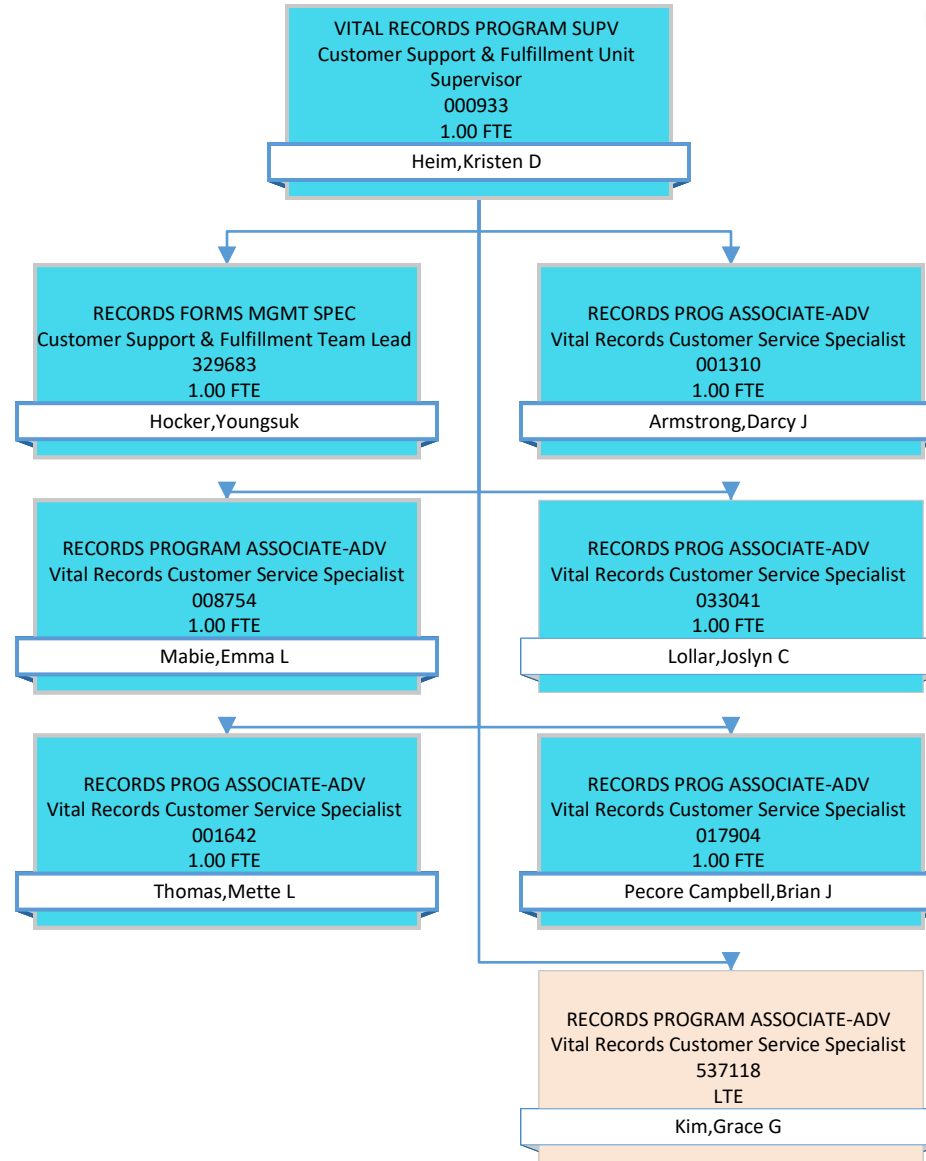 VITAL RECORDS PROGRAM SUPV
Customer Support & Fulfillment Unit
Supervisor
000933
1.00 FTE
Heim,Kristen D
RECORDS FORMS MGMT SPEC
Customer Support & Fulfillment Team Lead
329683
1.00 FTE
Hocker,Youngsuk
RECORDS PROG ASSOCIATE-ADV
Vital Records Customer Service Specialist
001310
1.00 FTE
Armstrong,Darcy J
RECORDS PROGRAM ASSOCIATE-ADV
Vital Records Customer Service Specialist
008754
1.00 FTE
Mabie,Emma L
RECORDS PROG ASSOCIATE-ADV
Vital Records Customer Service Specialist
033041
1.00 FTE
Lollar,Joslyn C
RECORDS PROG ASSOCIATE-ADV
Vital Records Customer Service Specialist
001642
1.00 FTE
Thomas,Mette L
RECORDS PROG ASSOCIATE-ADV
Vital Records Customer Service Specialist
017904
1.00 FTE
Pecore Campbell,Brian J
RECORDS PROGRAM ASSOCIATE-ADV
Vital Records Customer Service Specialist
537118
LTE
Kim,Grace G